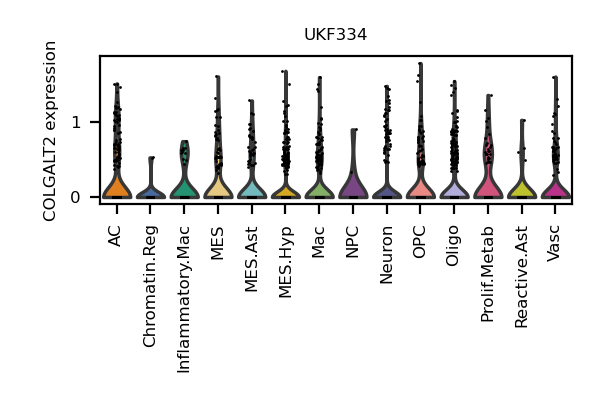 UKF334
COLGALT2 expression
1
0
AC
Chromatin.Reg
Inflammatory.Mac
MES
MES.Ast
MES.Hyp
Mac
NPC
Neuron
OPC
Oligo
Prolif.Metab
Reactive.Ast
Vasc